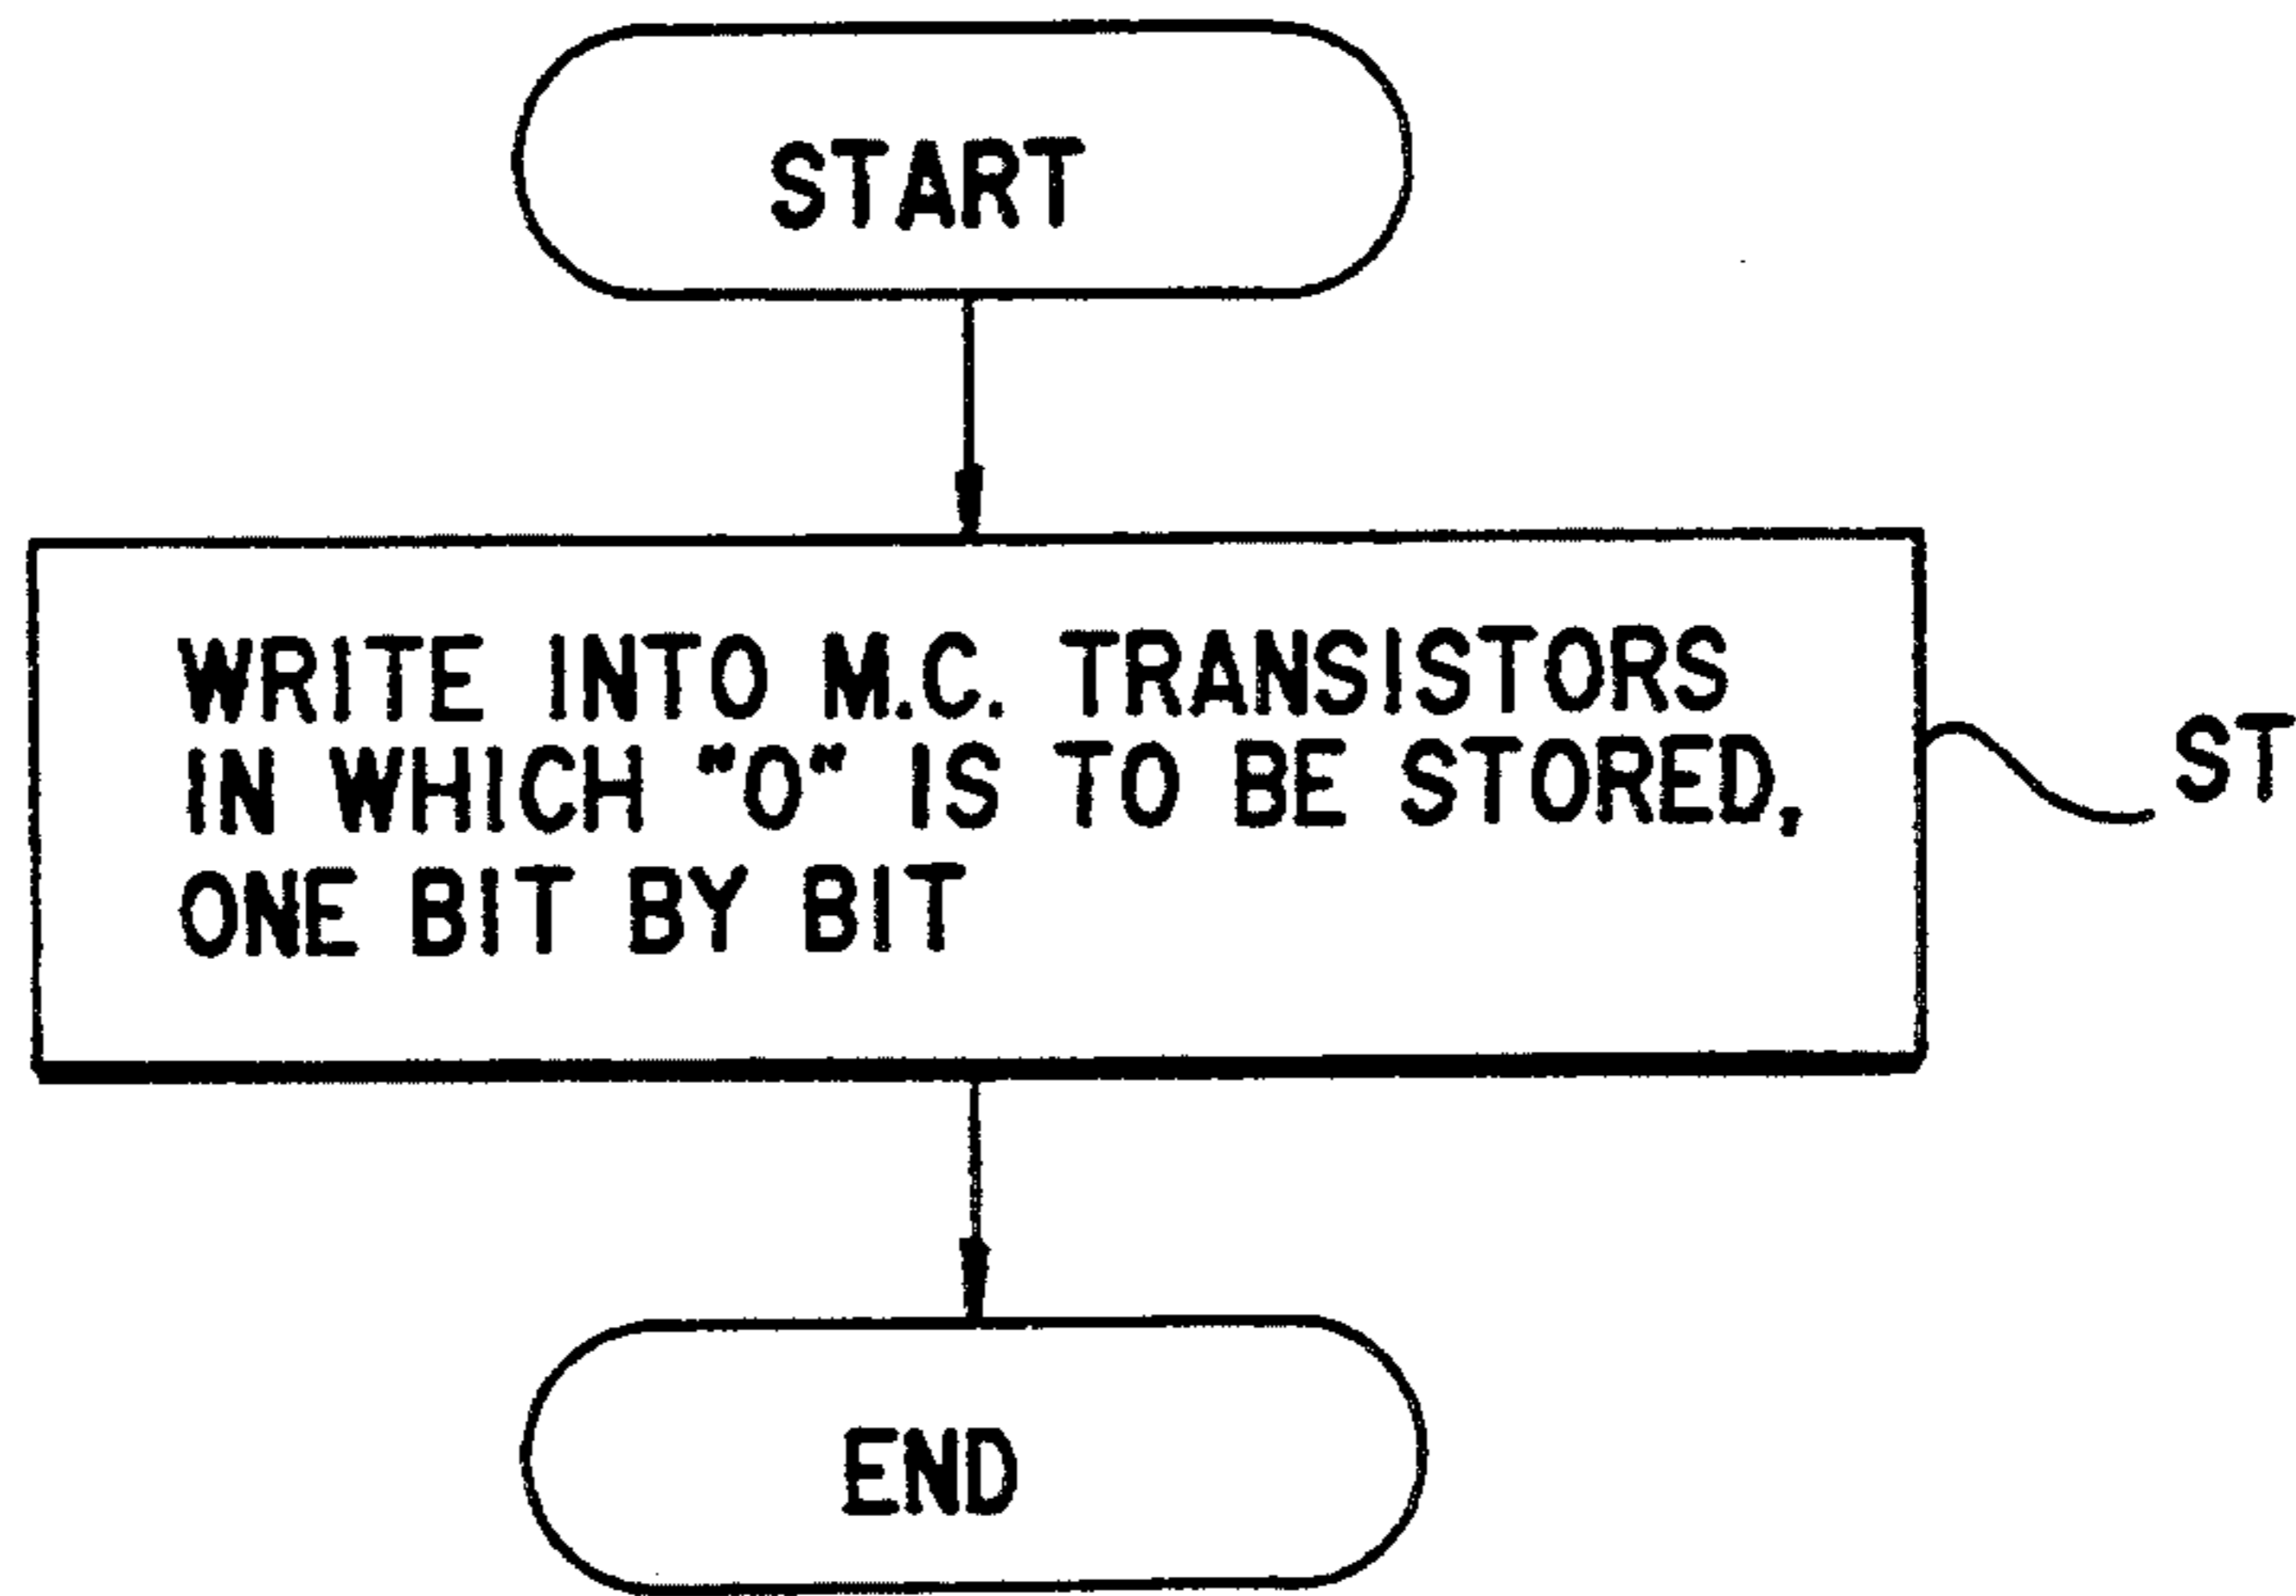 START
WRITE INTO M.C. TRANSISTORS
IN WHICH "0" IS TO BE STORED,
ONE BIT BY BIT
ST
END